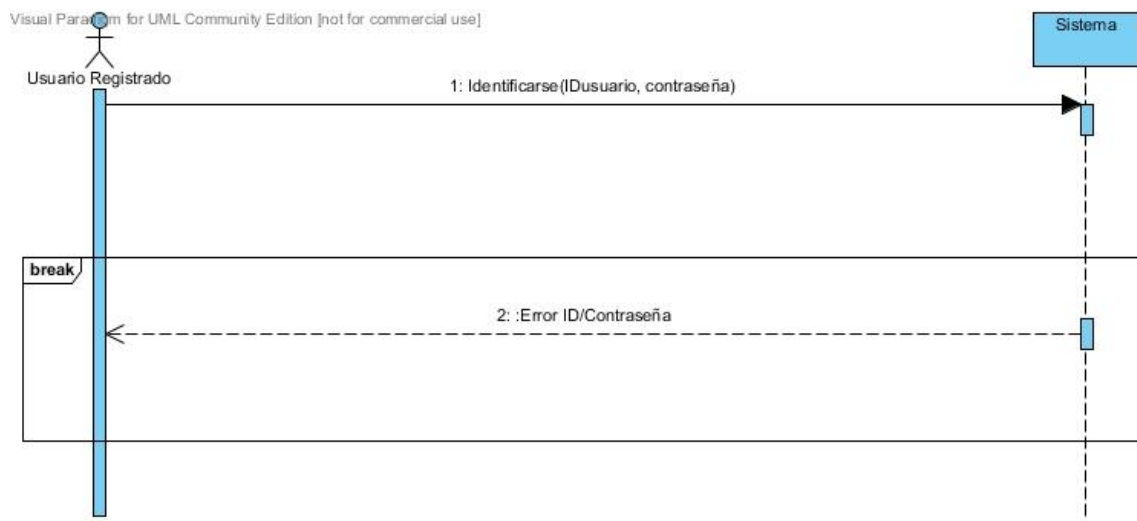 Visual Paradigm for UML Community Edition [not for commercial use]
Sistema
Usuario Registrado
1: Identificarse(IDusuario, contraseña)
break
2: :Error ID/Contraseña